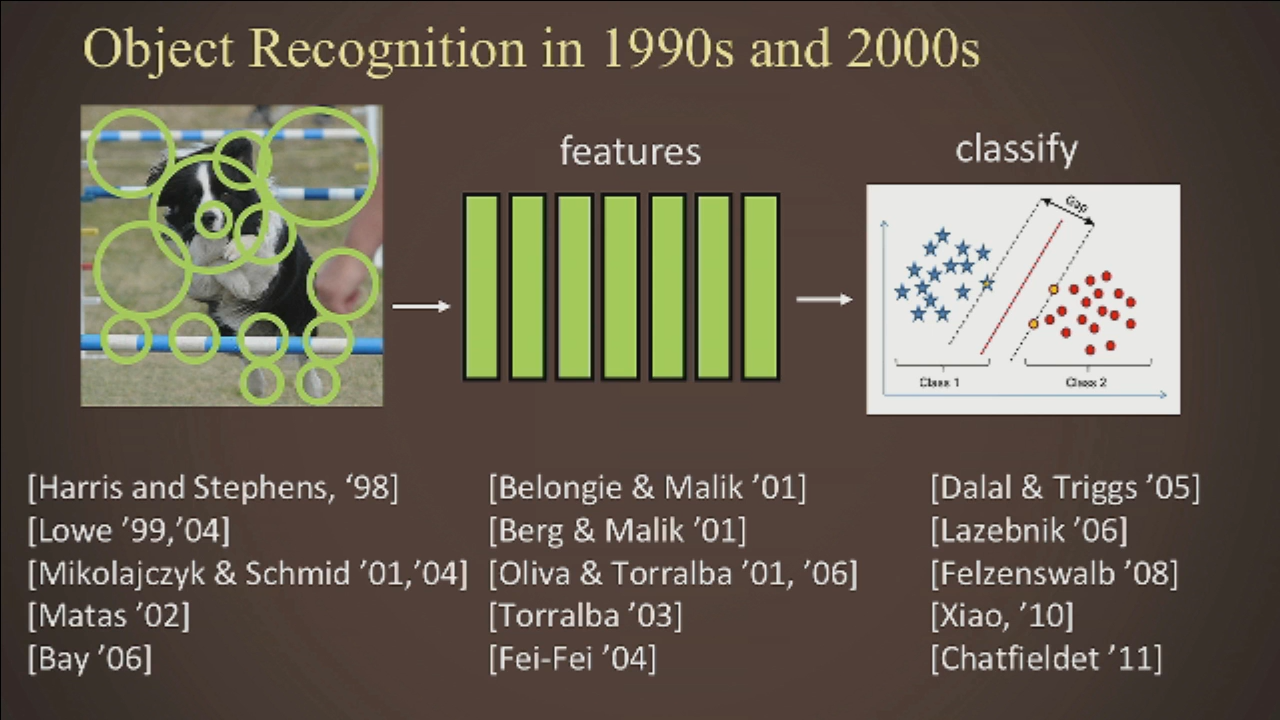 Object Recognition in 1990s and 2000s
features
classify
Gap
Class 1
Class 2
[Harris and Stephens, ‘98]
[Lowe ’99,’04]
[Mikolajczyk & Schmid ’01,’04]
[Matas ’02]
[Bay ’06]
[Belongie & Malik ’01]
[Berg & Malik ’01]
[Oliva & Torralba ’01, ’06]
[Torralba ’03]
[Fei-Fei ’04]
[Dalal & Triggs ’05]
[Lazebnik ’06]
[Felzenswalb ’08]
[Xiao, ’10]
[Chatfieldet ’11]